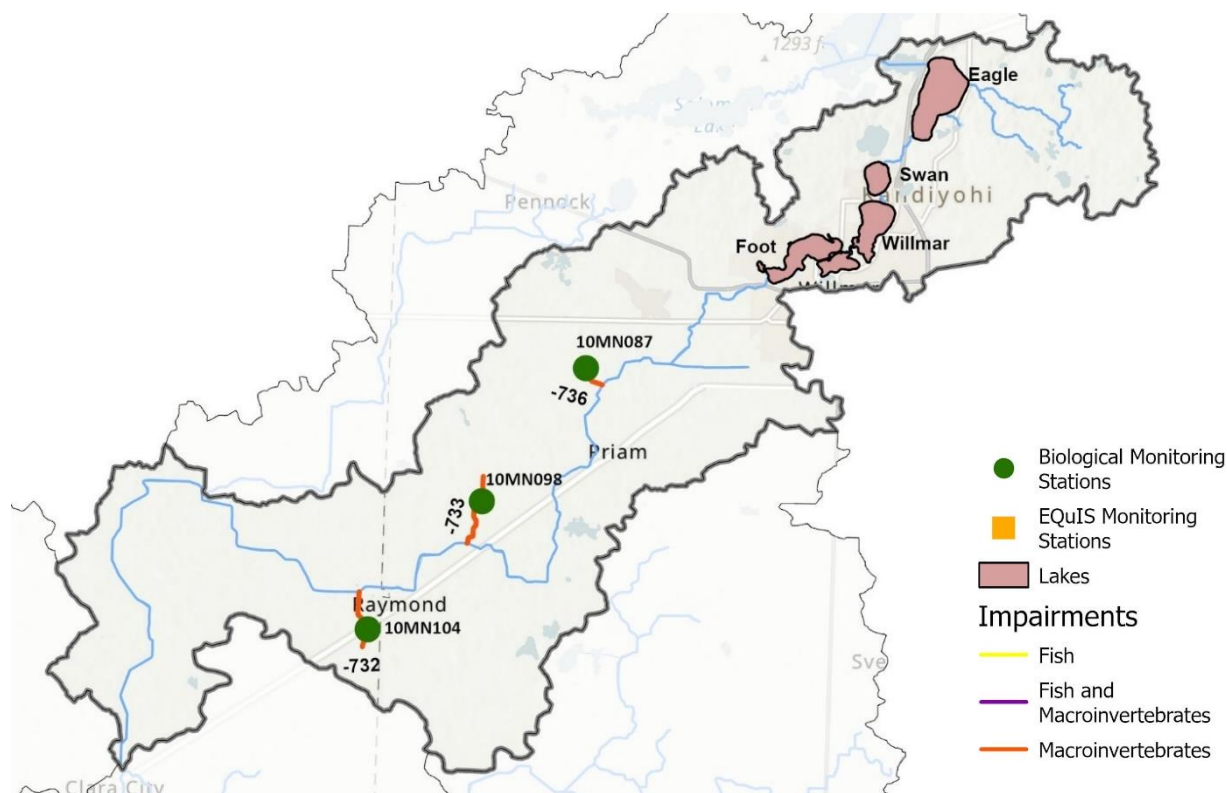 1293 f
Eagle
Swan
Kandiyohi
Pennock
Foot
Willmar
10MN087
-736
Priam
10MN098
-733
Raymond
10MN104
-732
Sve
Clara City
Biological Monitoring
Stations
EQuIS Monitoring
Stations
Lakes
Impairments
Fish
Fish and
Macroinvertebrates
Macroinvertebrates